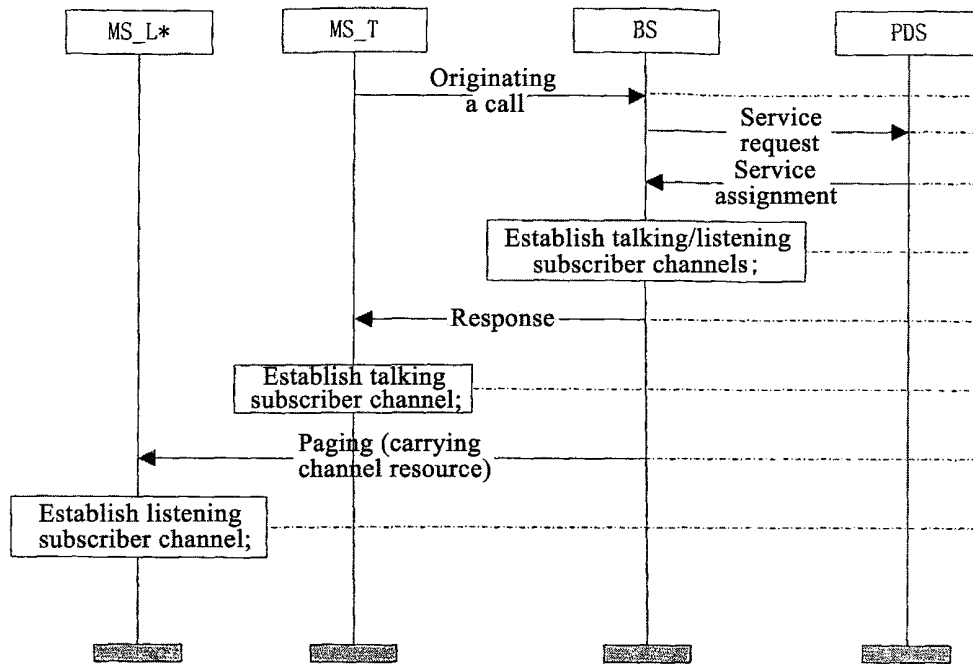 MS_L*
MS_T
BS
PDS
Originating
a call
Service
request
Service
assignment
Establish talking/listening
subscriber channels;
Response
Establish talking
subscriber channel;
Paging (carrying
channel resource)
Establish listening
subscriber channel;